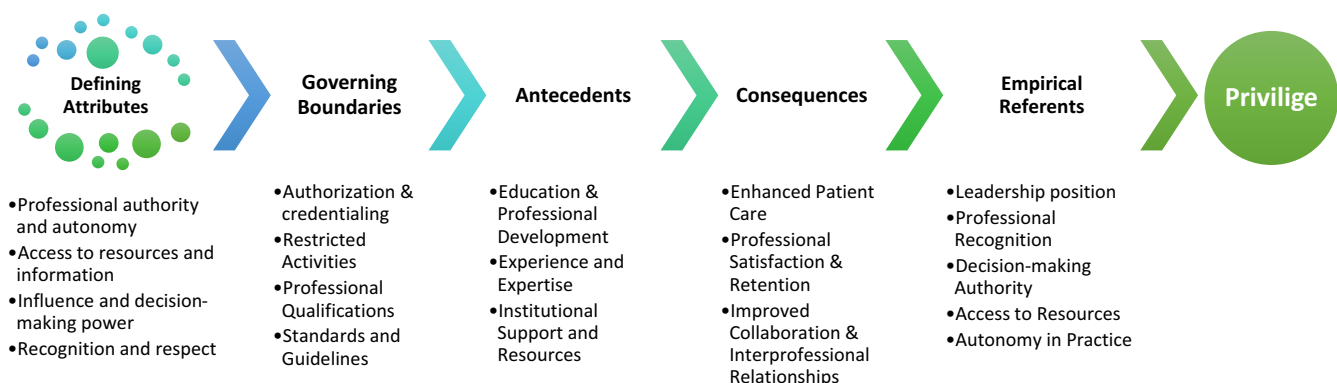 Defining
Attributes
Governing
Boundaries
Antecedents
Consequences
Empirical
Referents
Privilige
•Professional authority
and autonomy
•Access to resources and
information
•Influence and decision-
making power
•Recognition and respect
•Authorization &
credentialing
•Restricted
Activities
•Professional
Qualifications
•Standards and
Guidelines
•Education &
Professional
Development
•Experience and
Expertise
•Institutional
Support and
Resources
•Enhanced Patient
Care
•Professional
Satisfaction &
Retention
•Improved
Collaboration &
Interprofessional
Relationships
•Leadership position
•Professional
Recognition
•Decision-making
Authority
•Access to Resources
•Autonomy in Practice